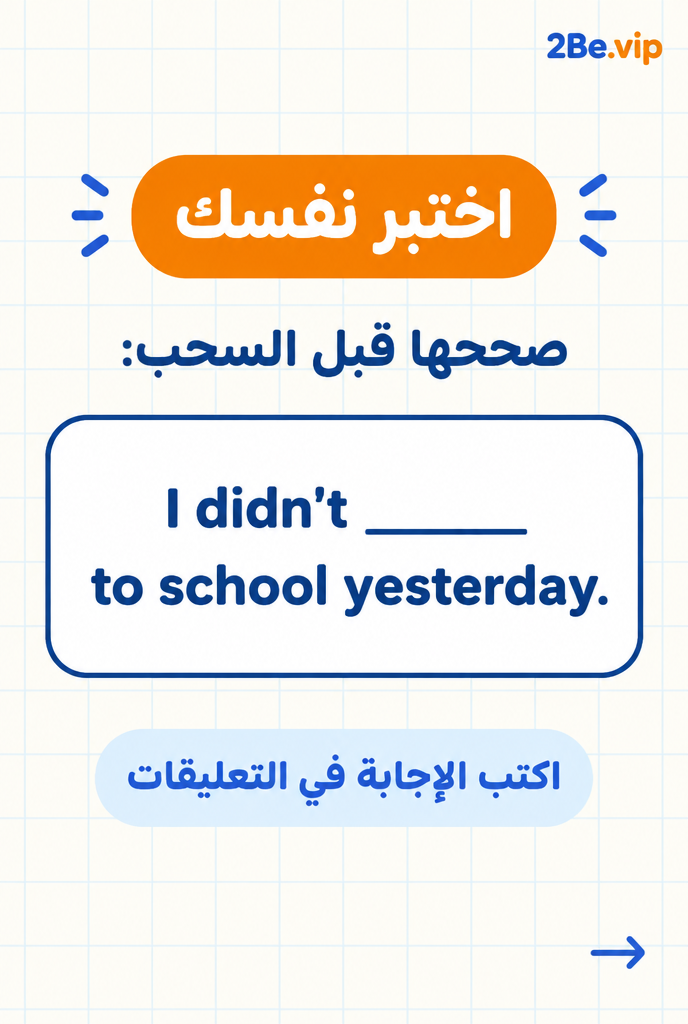 2Be.vip
اختبر نفسك
صححها قبل السحب:
I didn’t ______
to school yesterday.
اكتب الإجابة في التعليقات